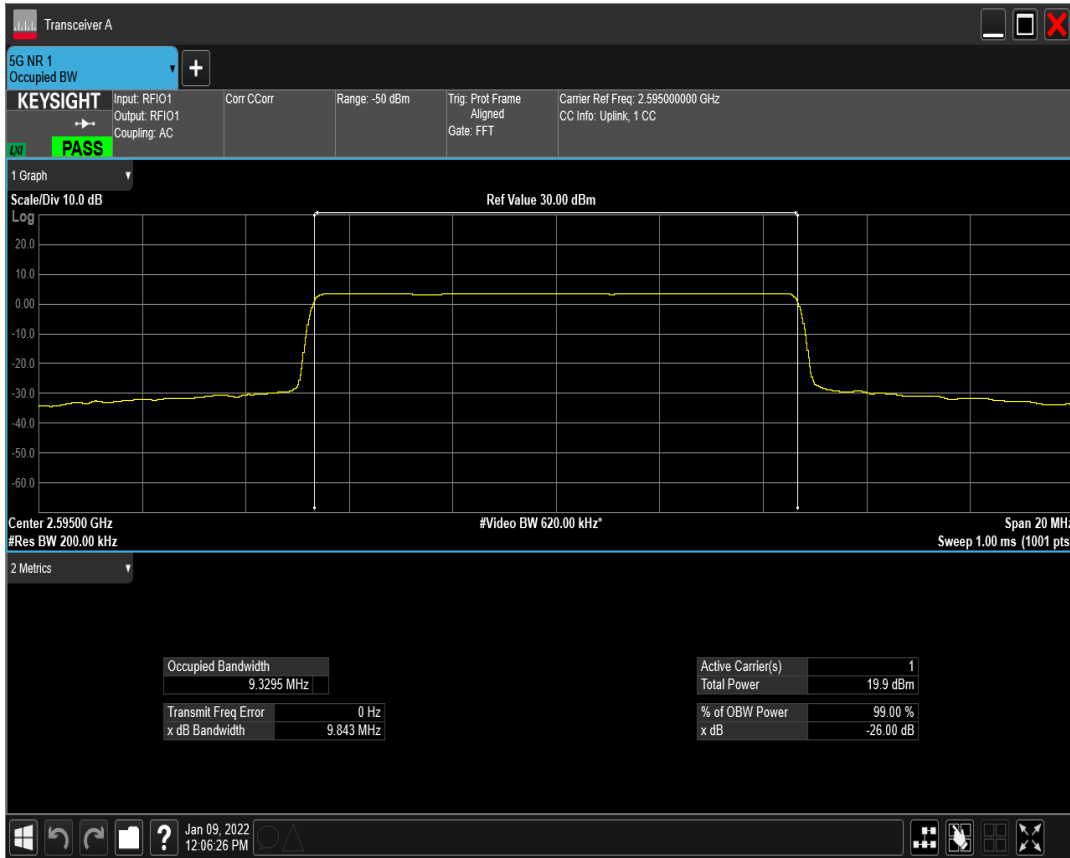 Transceiver A
5G NR 1
Occupied BW
KEYSIGHT
Input: RFIO1
Output: RFIO1
Coupling: AC
Corr CCorr
Range: -50 dBm
Trig: Prot Frame
Aligned
Gate: FFT
Carrier Ref Freq: 2.595000000 GHz
CC Info: Uplink, 1 CC
LXI
PASS
1 Graph
Scale/Div 10.0 dB
Ref Value 30.00 dBm
Log
20.0
10.0
0.00
-10.0
-20.0
-30.0
-40.0
-50.0
-60.0
Center 2.59500 GHz
#Video BW 620.00 kHz*
Span 20 MHz
#Res BW 200.00 kHz
Sweep 1.00 ms (1001 pts
2 Metrics
Occupied Bandwidth
9.3295 MHz
Transmit Freq Error 0 Hz
x dB Bandwidth 9.843 MHz
Active Carrier(s) 1
Total Power 19.9 dBm
% of OBW Power 99.00 %
x dB -26.00 dB
?
Jan 09, 2022
12:06:26 PM